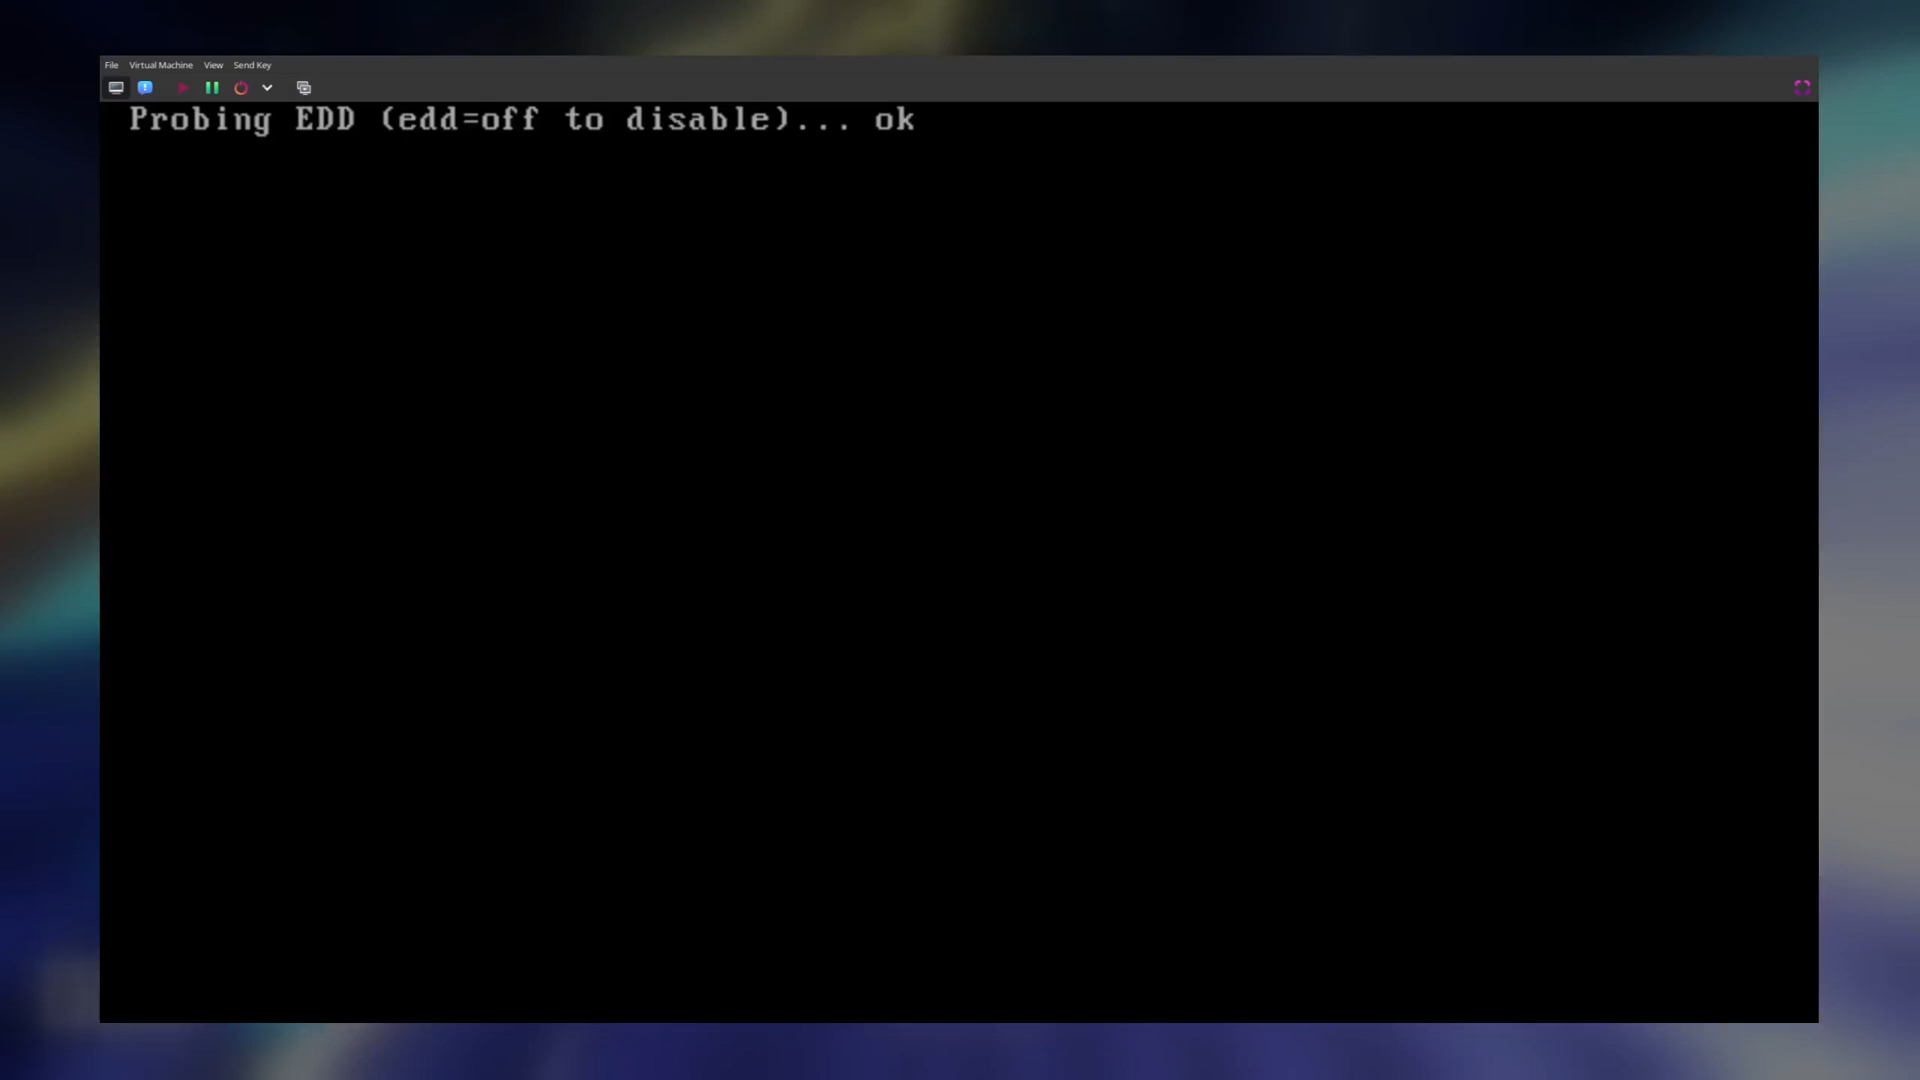 File Virtual Machine View Send Key
Probing EDD (edd=off to disable)... ok